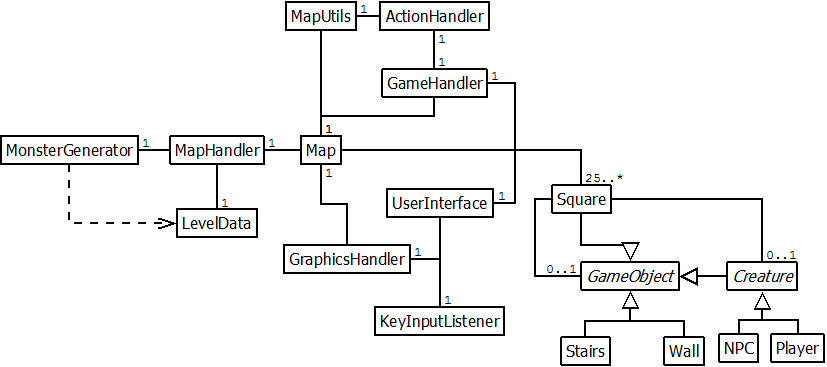 MapUtils 1 ActionHandler
1
1
GameHandler 1
1
MonsterGenerator 1 MapHandler 1 Map
1
25..*
1
LevelData
UserInterface 1
Square
GraphicsHandler 1
0..1 GameObject
0..1
Creature
1
KeyInputListener
Stairs Wall NPC Player